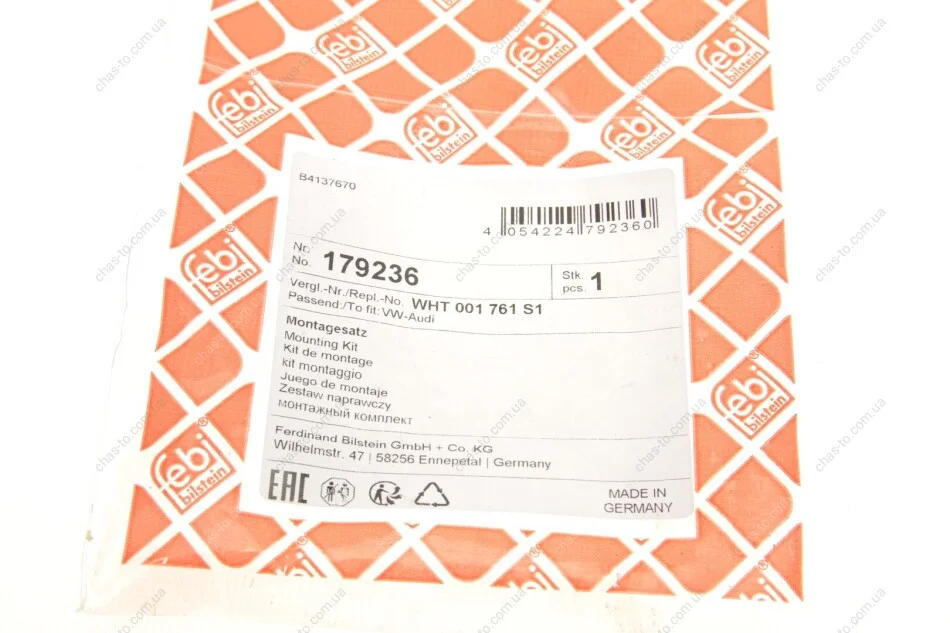 febi
bilstein
B4137670
4 054224 792360
Nr.
No. 179236
Stk.
pcs. 1
Vergl.-Nr./Repl.-No. WHT 001 761 S1
Passend:/To fit:VW-Audi
Montagesatz
Mounting Kit
Kit de montage
kit montaggio
Juego de montaje
Zestaw naprawczy
монтажный комплект
Ferdinand Bilstein GmbH + Co. KG
Wilhelmstr. 47 | 58256 Ennepetal | Germany
EAC
MADE IN
GERMANY
chas-to.com.ua